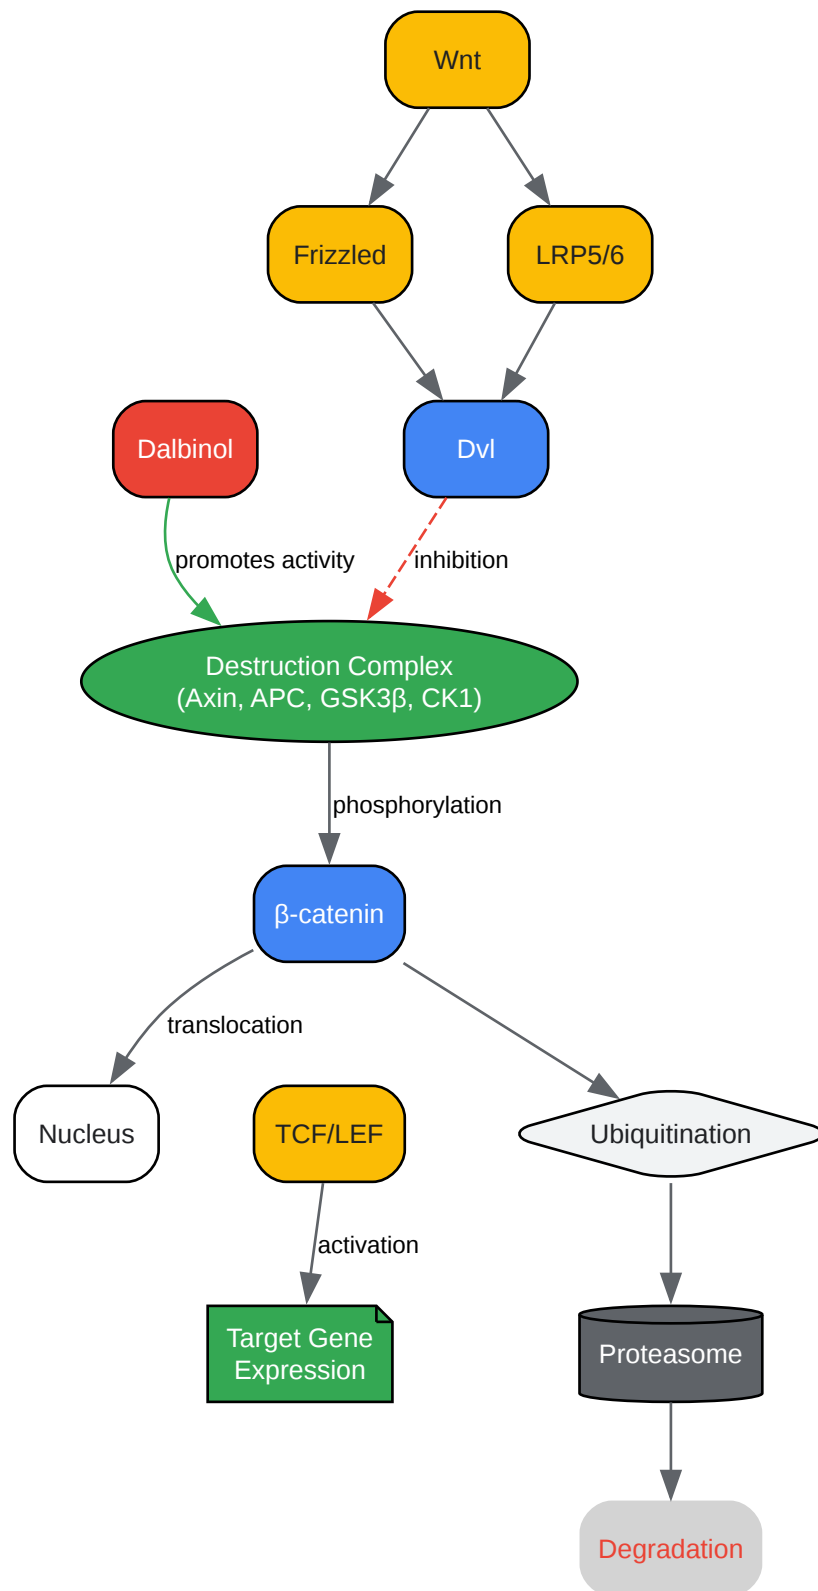 Wnt
Frizzled
LRP5/6
Dalbinol
Dvl
promotes activity
inhibition
Destruction Complex
(Axin, APC, GSK3β, CK1)
phosphorylation
β-catenin
translocation
Nucleus
TCF/LEF
Ubiquitination
activation
Target Gene
Expression
Proteasome
Degradation